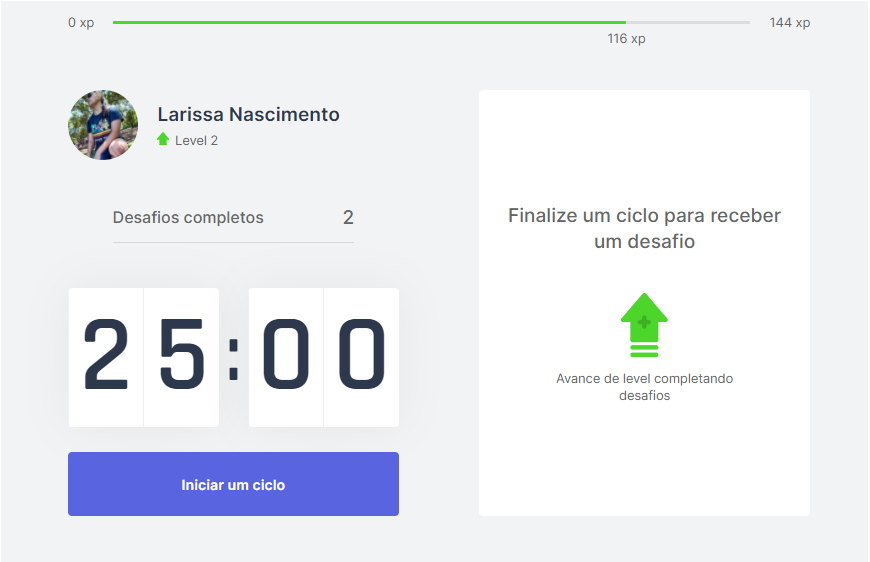 0 xp
144 xp
116 xp
Larissa Nascimento
Level 2
Desafios completos 2
25:00
Iniciar um ciclo
Finalize um ciclo para receber
um desafio
Avance de level completando
desafios